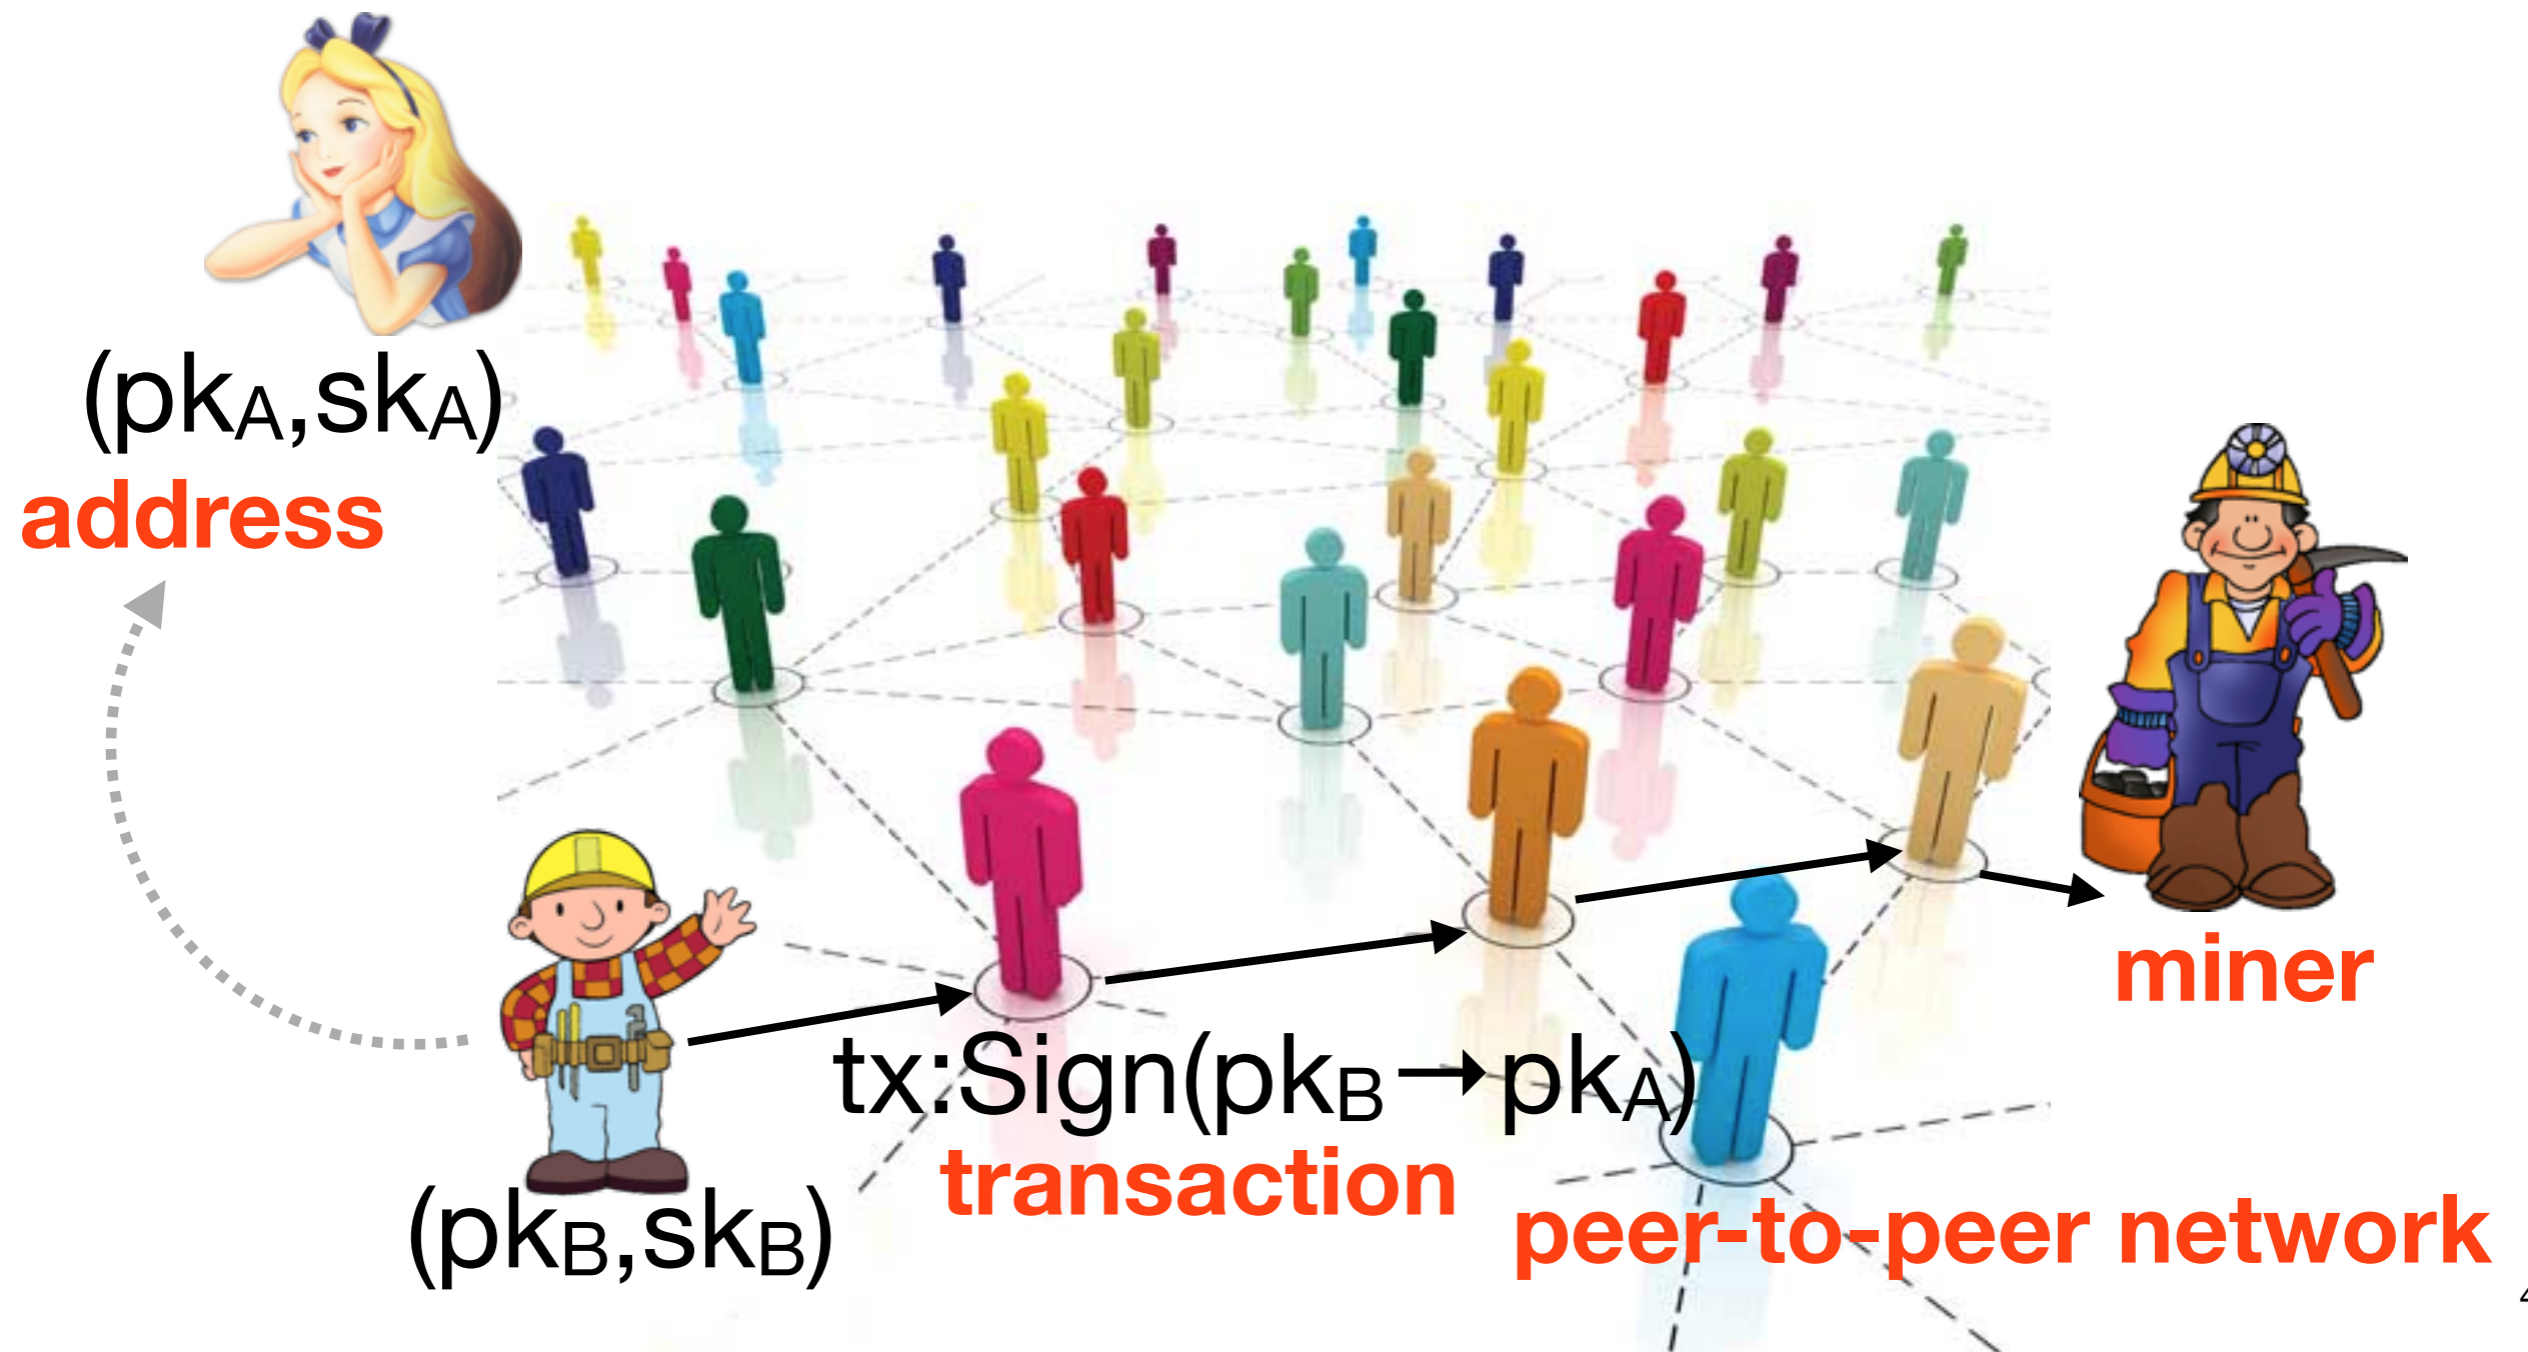 (pkA,skA)
address
miner
tx:Sign(pkB→pkA)
transaction
(pkB,skB)
peer-to-peer network